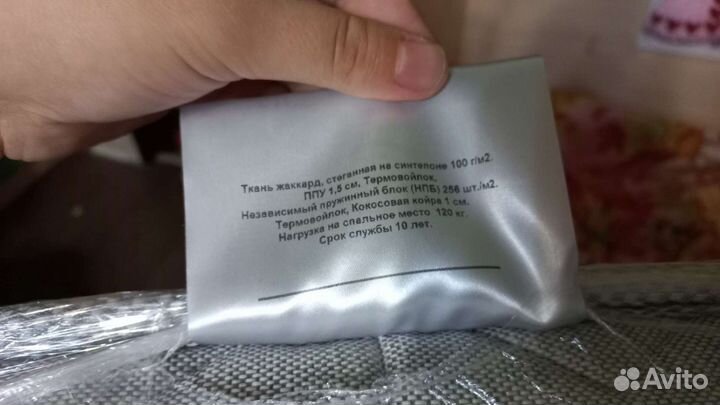 Ткань жаккард, стеганная на синтепоне 100 г/м2.
ППУ 1,5 см, Термовойлок,
Независимый пружинный блок (НПБ) 256 шт./м2.
Термовойлок, Кокосовая койра 1 см.
Нагрузка на спальное место 120 кг.
Срок службы 10 лет.
Avito